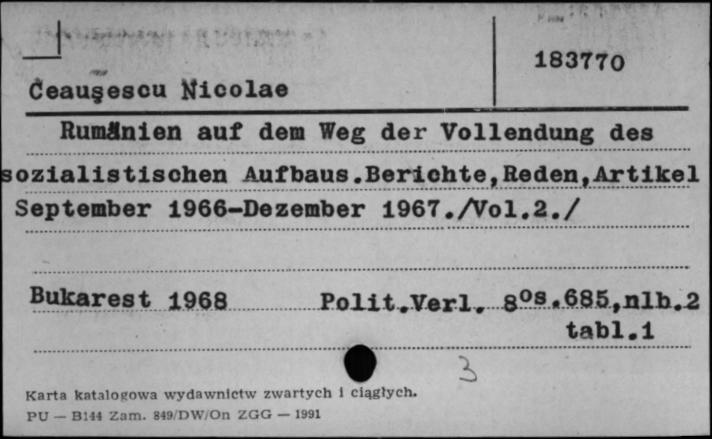 183770
Ceauşescu Nicolae
Rumänien auf dem Weg der Vollendung des
sozialistischen Aufbaus.Berichte,Reden,Artikel
September 1966-Dezember 1967./Vol.2./
Bukarest 1968 Polit.Verl. 8°s.685,nlb.2
tabl.1
3
Karta katalogowa wydawnictw zwartych i ciągłych.
PU — B144 Zam. 849/DW/On ZGG — 1991